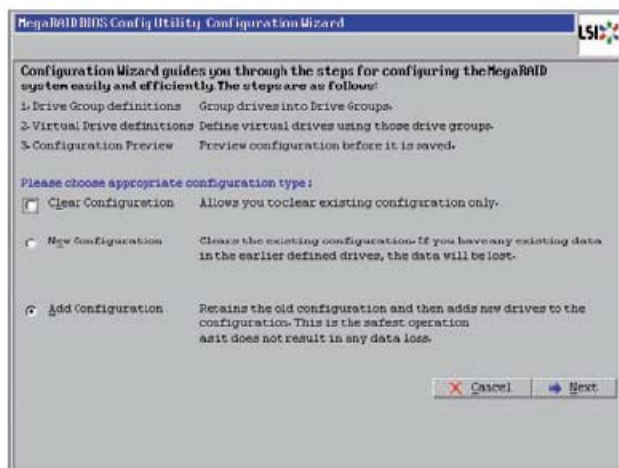 MegaRAID BIOS Config Utility Configuration Wizard
LSI
Configuration Wizard guides you through the steps for configuring the MegaRAID
system easily and efficiently. The steps are as follows:
1. Drive Group definitions Group drives into Drive Groups.
2. Virtual Drive definitions Define virtual drives using those drive groups.
3. Configuration Preview Preview configuration before it is saved.
Please choose appropriate configuration type:
Clear Configuration Allows you to clear existing configuration only.
New Configuration Clears the existing configuration. If you have any existing data
in the earlier defined drives, the data will be lost.
Add Configuration Retains the old configuration and then adds new drives to the
configuration. This is the safest operation
as it does not result in any data loss.
Cancel Next